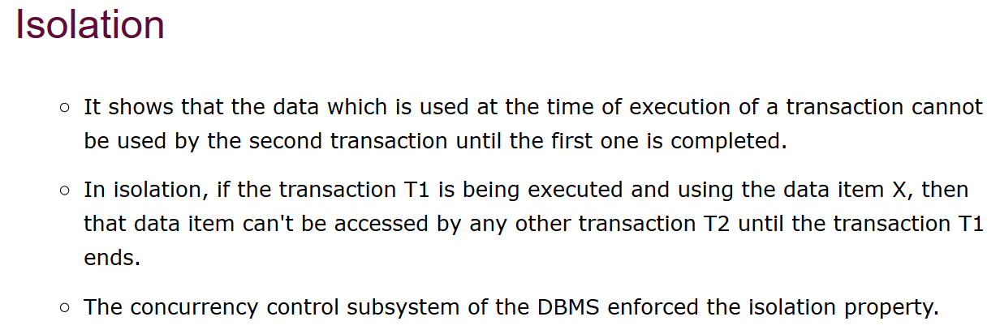 Isolation
It shows that the data which is used at the time of execution of a transaction cannot
be used by the second transaction until the first one is completed.
In isolation, if the transaction T1 is being executed and using the data item X, then
that data item can't be accessed by any other transaction T2 until the transaction T1
ends.
The concurrency control subsystem of the DBMS enforced the isolation property.